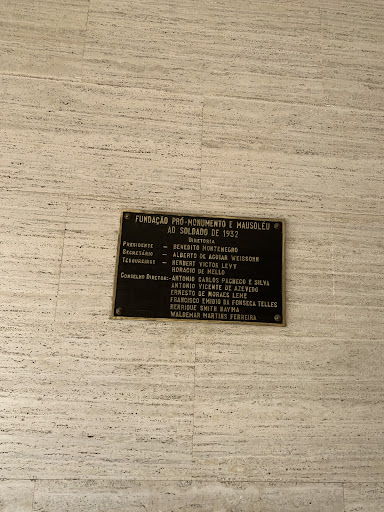 FUNDAÇÃO PRÓ-MONUMENTO E MAUSOLÉU
AO SOLDADO DE 1932
DIRETORIA
PRESIDENTE - BENEDITO MONTENEGRO
SECRETÁRIO - ALBERTO DE AGUIAR WEISSOHN
TESOUREIROS - HERBERT VICTOR LEVY
HORACIO DE MELLO
CONSELHO DIRETOR:-ANTONIO CARLOS PACHECO E SILVA
ANTONIO VICENTE DE AZEVEDO
ERNESTO DE MORAES LEME
FRANCISCO EMIGIO DA FONSECA TELLES
HENRIQUE SMITH BAYMA
WALDEMAR MARTINS FERREIRA